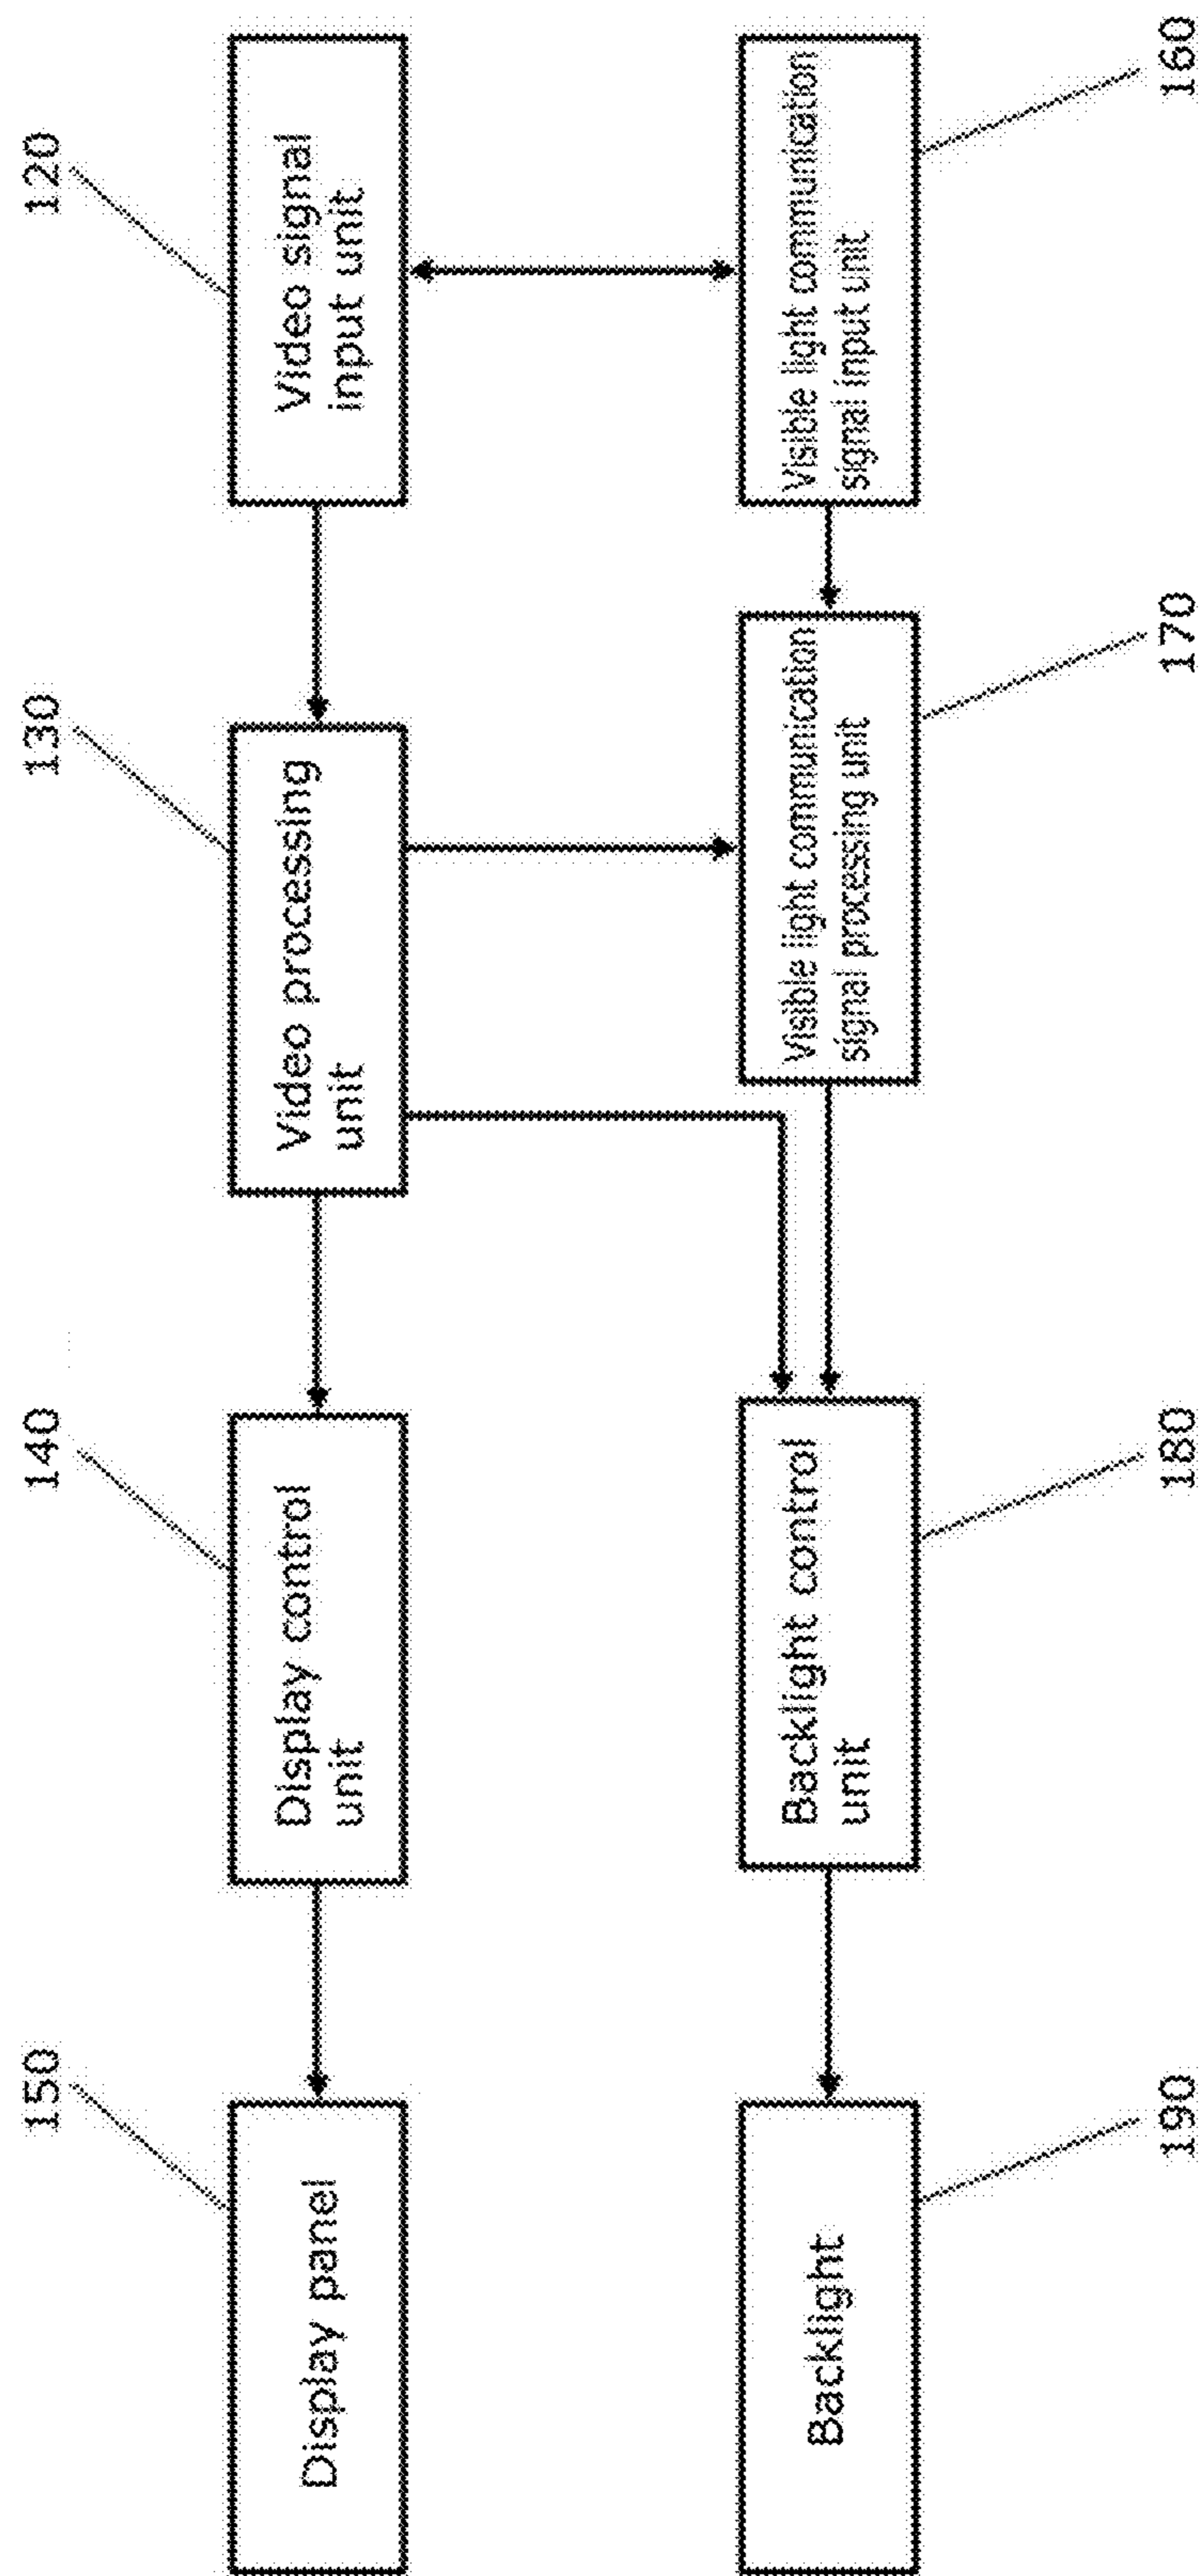 150
140
130
120
Display panel
Display control
unit
Video processing
unit
Video signal
input unit
Backlight
Backlight control
unit
Visible light communication
signal processing unit
Visible light communication
signal input unit
190
180
170
160